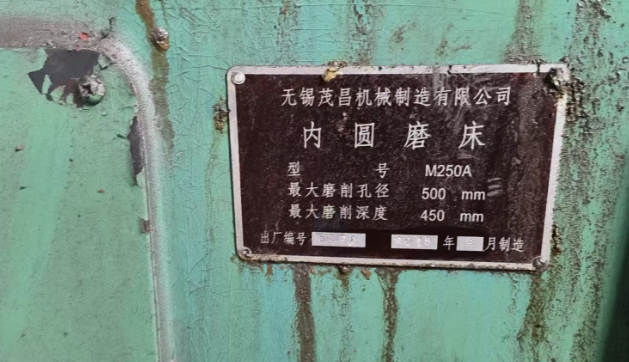 无锡茂昌机械制造有限公司
内圆磨床
型号 M250A
最大磨削孔径 500 mm
最大磨削深度 450 mm
出厂编号 年 月制造